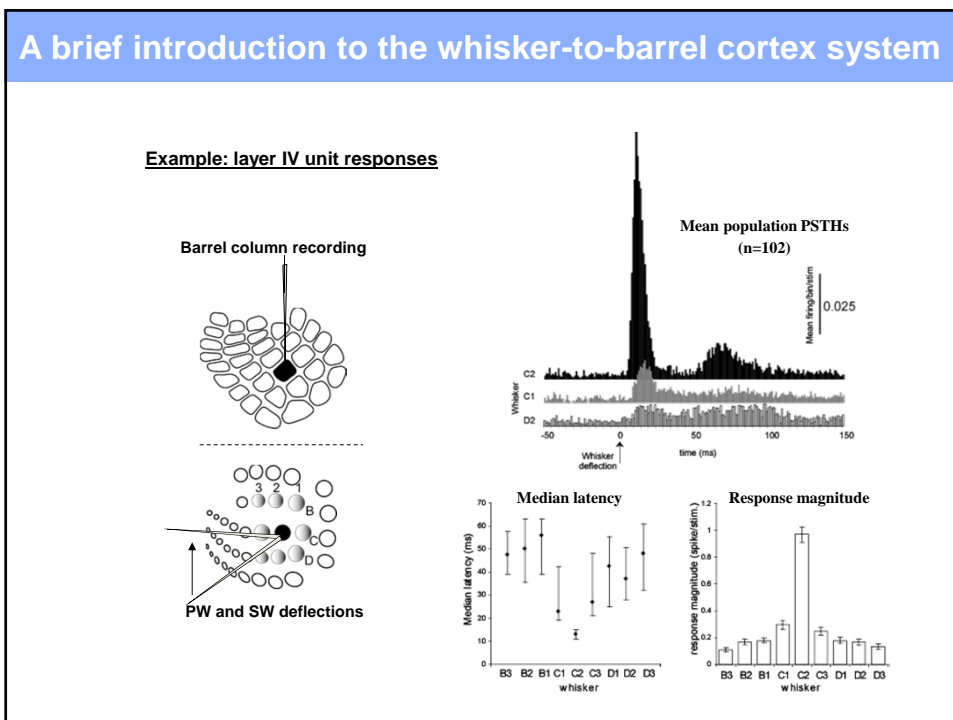 A brief introduction to the whisker-to-barrel cortex system
Example: layer IV unit responses
Barrel column recording
3 2 1
B
C
D
PW and SW deflections
Mean population PSTHs
(n=102)
Mean firing/bin/stim
0.025
Whisker
C2
C1
D2
-50 0 50 100 150
Whisker
deflection
time (ms)
Median latency
Median latency (ms)
70
60
50
40
30
20
10
0
B3 B2 B1 C1 C2 C3 D1 D2 D3
whisker
Response magnitude
response magnitude (spike/stim.)
1.2
1
0.8
0.6
0.4
0.2
0
B3 B2 B1 C1 C2 C3 D1 D2 D3
whisker